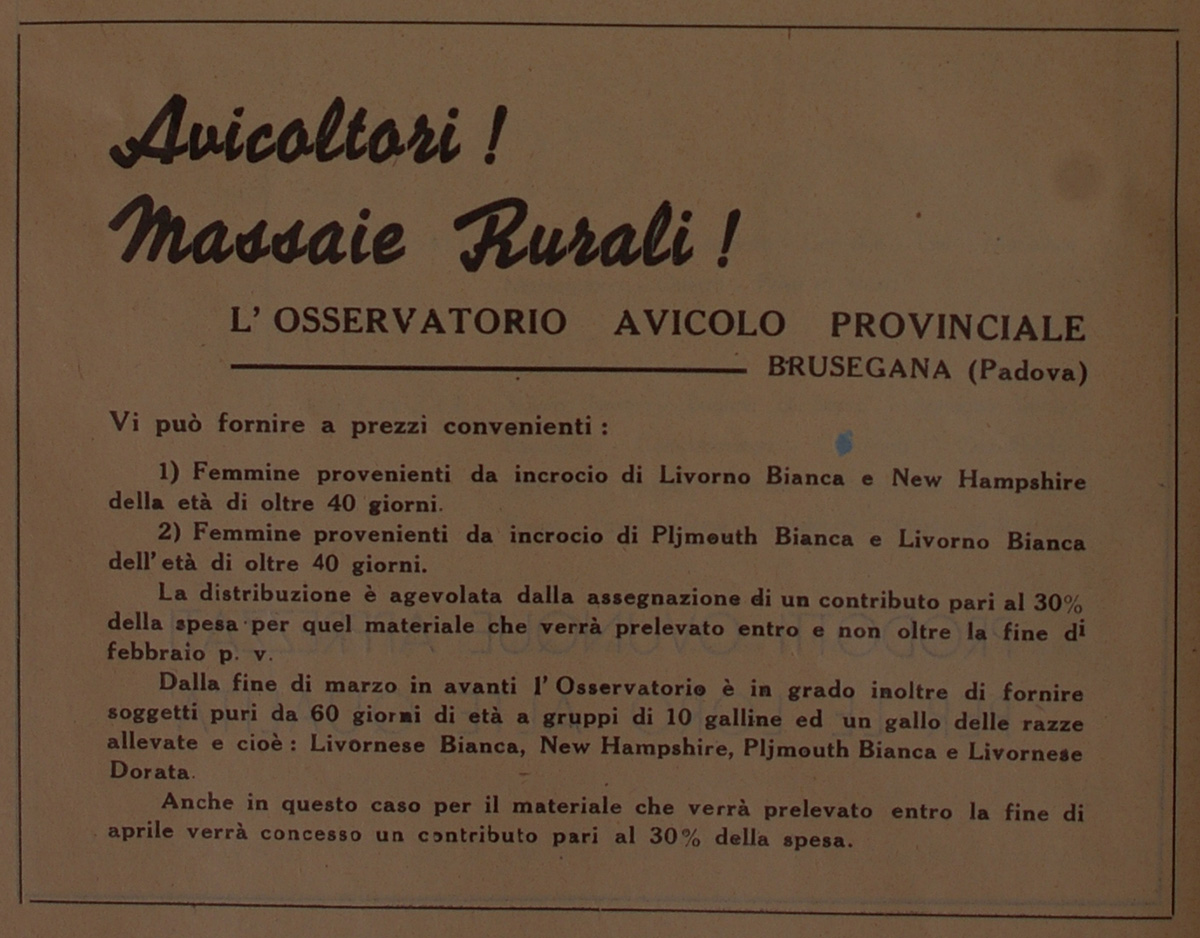 Avicoltori !
Massaie Rurali !
L' OSSERVATORIO AVICOLO PROVINCIALE
BRUSEGANA (Padova)
Vi può fornire a prezzi convenienti :
1) Femmine provenienti da incrocio di Livorno Bianca e New Hampshire
della età di oltre 40 giorni.
2) Femmine provenienti da incrocio di Pljmouth Bianca e Livorno Bianca
dell'età di oltre 40 giorni.
La distribuzione è agevolata dalla assegnazione di un contributo pari al 30%
della spesa per quel materiale che verrà prelevato entro e non oltre la fine di
febbraio p. v.
Dalla fine di marzo in avanti l'Osservatorio è in grado inoltre di fornire
soggetti puri da 60 giorni di età a gruppi di 10 galline ed un gallo delle razze
allevate e cioè : Livornese Bianca, New Hampshire, Pljmouth Bianca e Livornese
Dorata.
Anche in questo caso per il materiale che verrà prelevato entro la fine di
aprile verrà concesso un contributo pari al 30% della spesa.